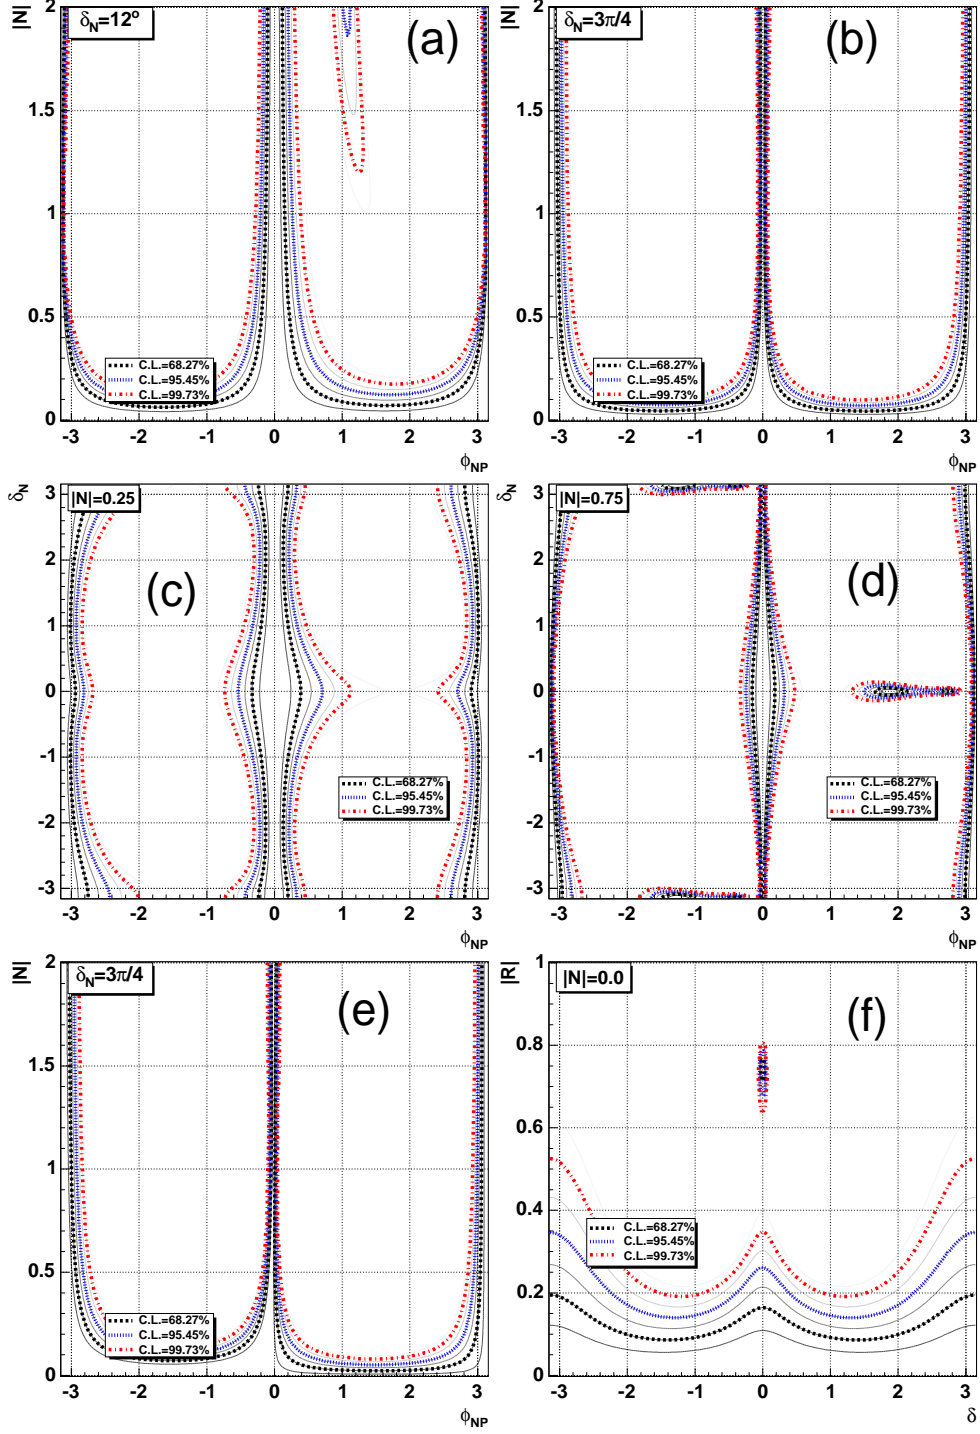 |N|
δN=12o
(a)
2
1.5
1
0.5
0
C.L.=68.27%
C.L.=95.45%
C.L.=99.73%
-3 -2 -1 0 1 2 3
ϕNP
|N|
δN=3π/4
(b)
2
1.5
1
0.5
0
C.L.=68.27%
C.L.=95.45%
C.L.=99.73%
-3 -2 -1 0 1 2 3
ϕNP
δN
|N|=0.25
(c)
3
2
1
0
-1
-2
-3
C.L.=68.27%
C.L.=95.45%
C.L.=99.73%
-3 -2 -1 0 1 2 3
ϕNP
δN
|N|=0.75
(d)
3
2
1
0
-1
-2
-3
C.L.=68.27%
C.L.=95.45%
C.L.=99.73%
-3 -2 -1 0 1 2 3
ϕNP
|N|
δN=3π/4
(e)
2
1.5
1
0.5
0
C.L.=68.27%
C.L.=95.45%
C.L.=99.73%
-3 -2 -1 0 1 2 3
ϕNP
|R|
|N|=0.0
(f)
1
0.8
0.6
0.4
0.2
0
C.L.=68.27%
C.L.=95.45%
C.L.=99.73%
-3 -2 -1 0 1 2 3
δ